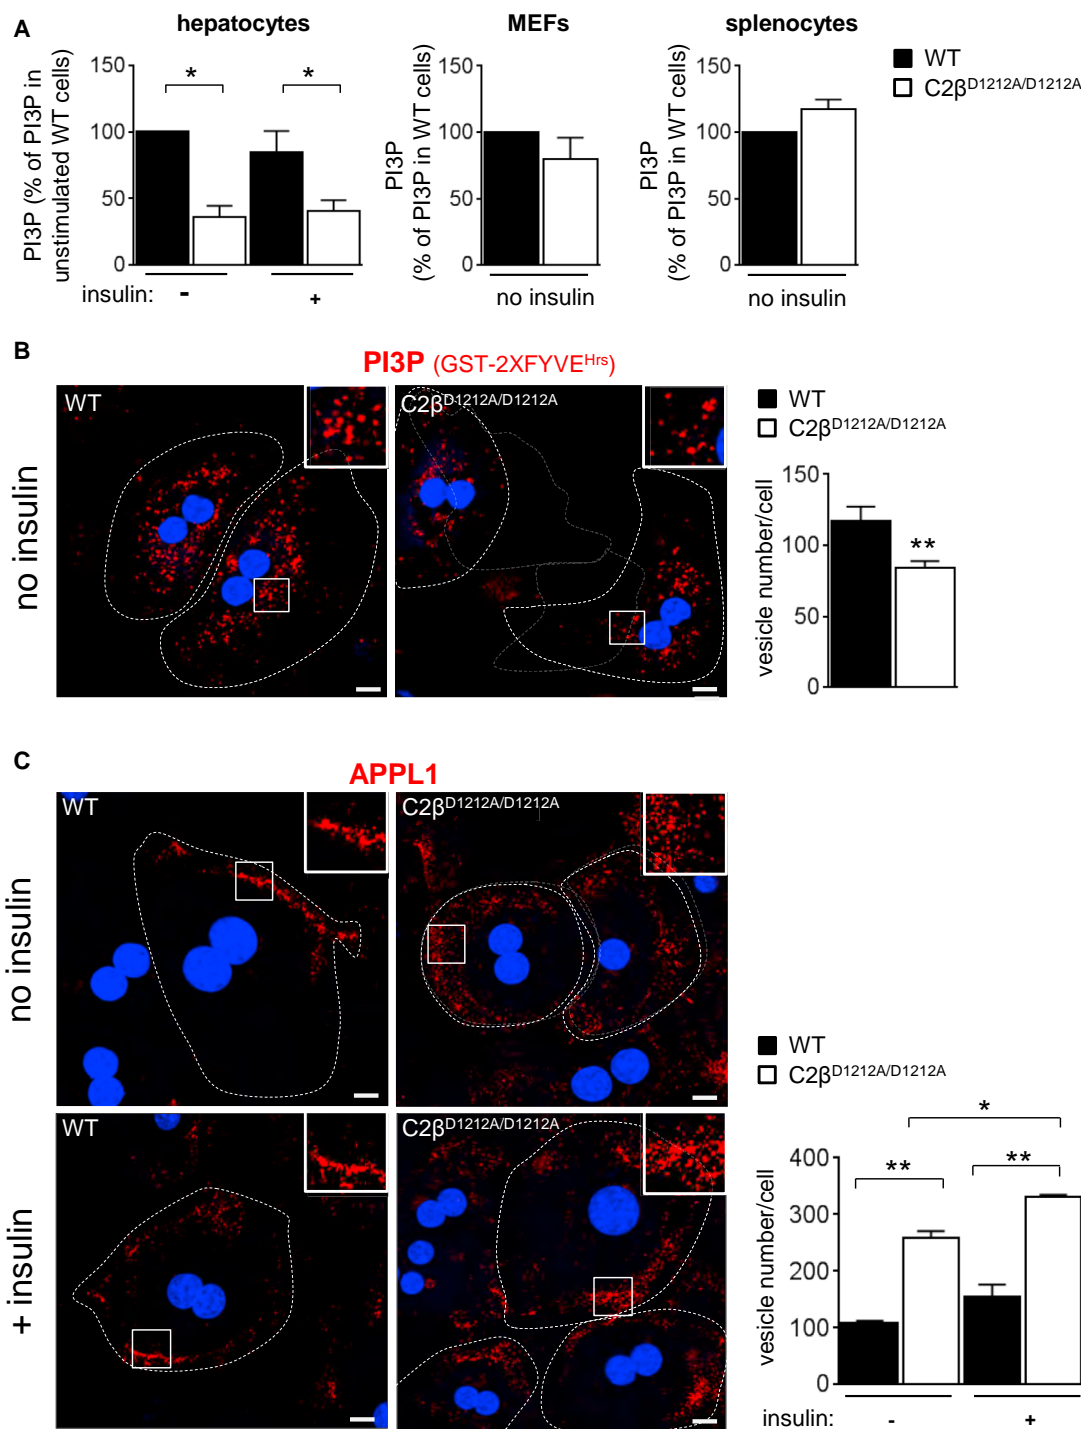 A
hepatocytes
MEFs
splenocytes
WT
C2β^D1212A/D1212A
PI3P (% of PI3P in
unstimulated WT cells)
150
100
50
0
*
*
insulin:
-
+
PI3P
(% of PI3P in WT cells)
150
100
50
0
no insulin
PI3P
(% of PI3P in WT cells)
150
100
50
0
no insulin
B
PI3P (GST-2XFYVE^Hrs)
no insulin
WT
C2β^D1212A/D1212A
WT
C2β^D1212A/D1212A
vesicle number/cell
150
100
50
0
**
C
APPL1
no insulin
WT
C2β^D1212A/D1212A
+ insulin
WT
C2β^D1212A/D1212A
WT
C2β^D1212A/D1212A
vesicle number/cell
400
300
200
100
0
*
**
**
insulin:
-
+